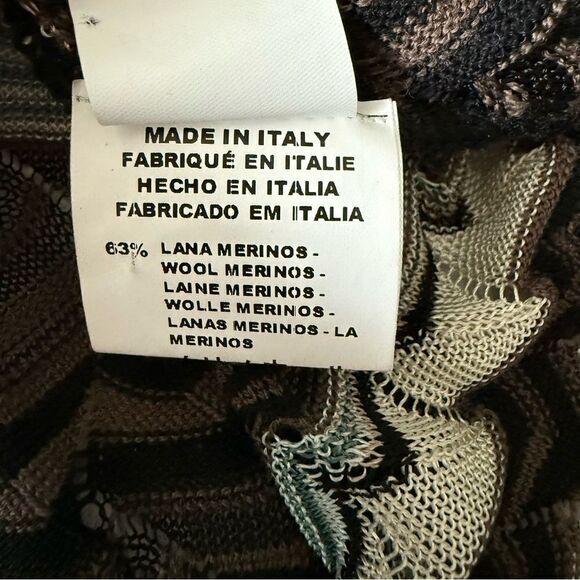 MADE IN ITALY
FABRIQUÉ EN ITALIE
HECHO EN ITALIA
FABRICADO EM ITALIA
63% LANA MERINOS -
WOOL MERINOS -
LAINE MERINOS -
WOLLE MERINOS -
LANAS MERINOS - LA
MERINOS